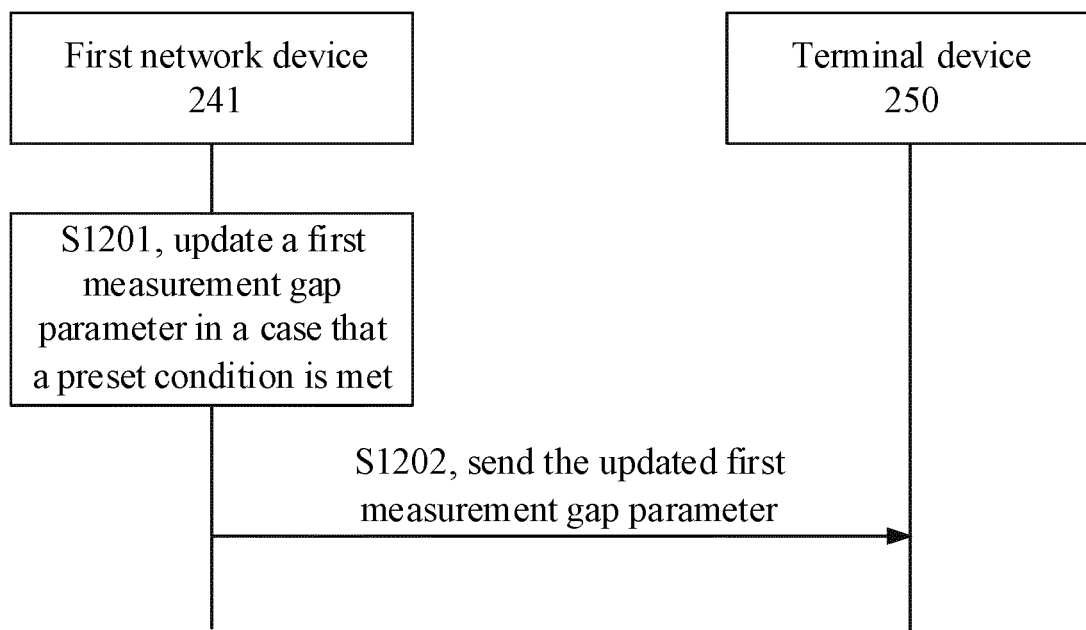 First network device
241
Terminal device
250
S1201, update a first
measurement gap
parameter in a case that
a preset condition is met
S1202, send the updated first
measurement gap parameter